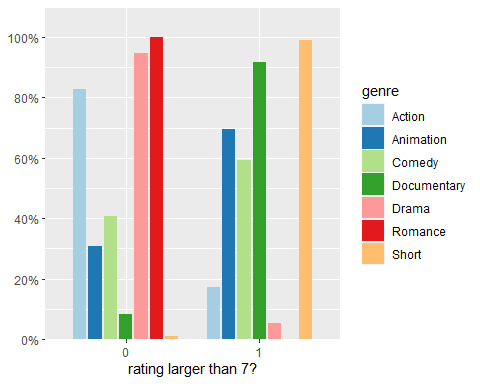 100%
80%
60%
40%
20%
0%
0
1
rating larger than 7?
genre
Action
Animation
Comedy
Documentary
Drama
Romance
Short